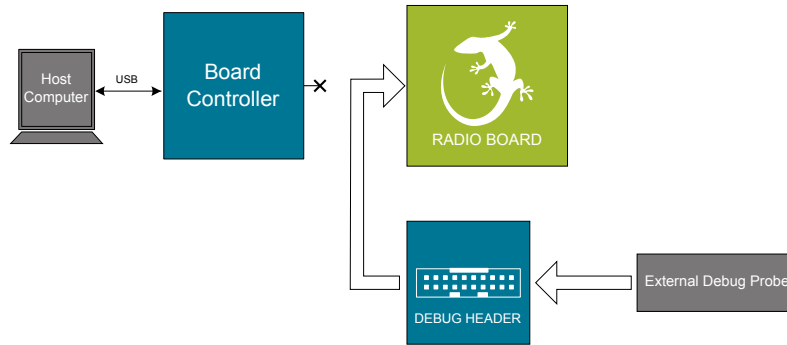 Host
Computer
USB
Board
Controller
RADIO BOARD
DEBUG HEADER
External Debug Probe